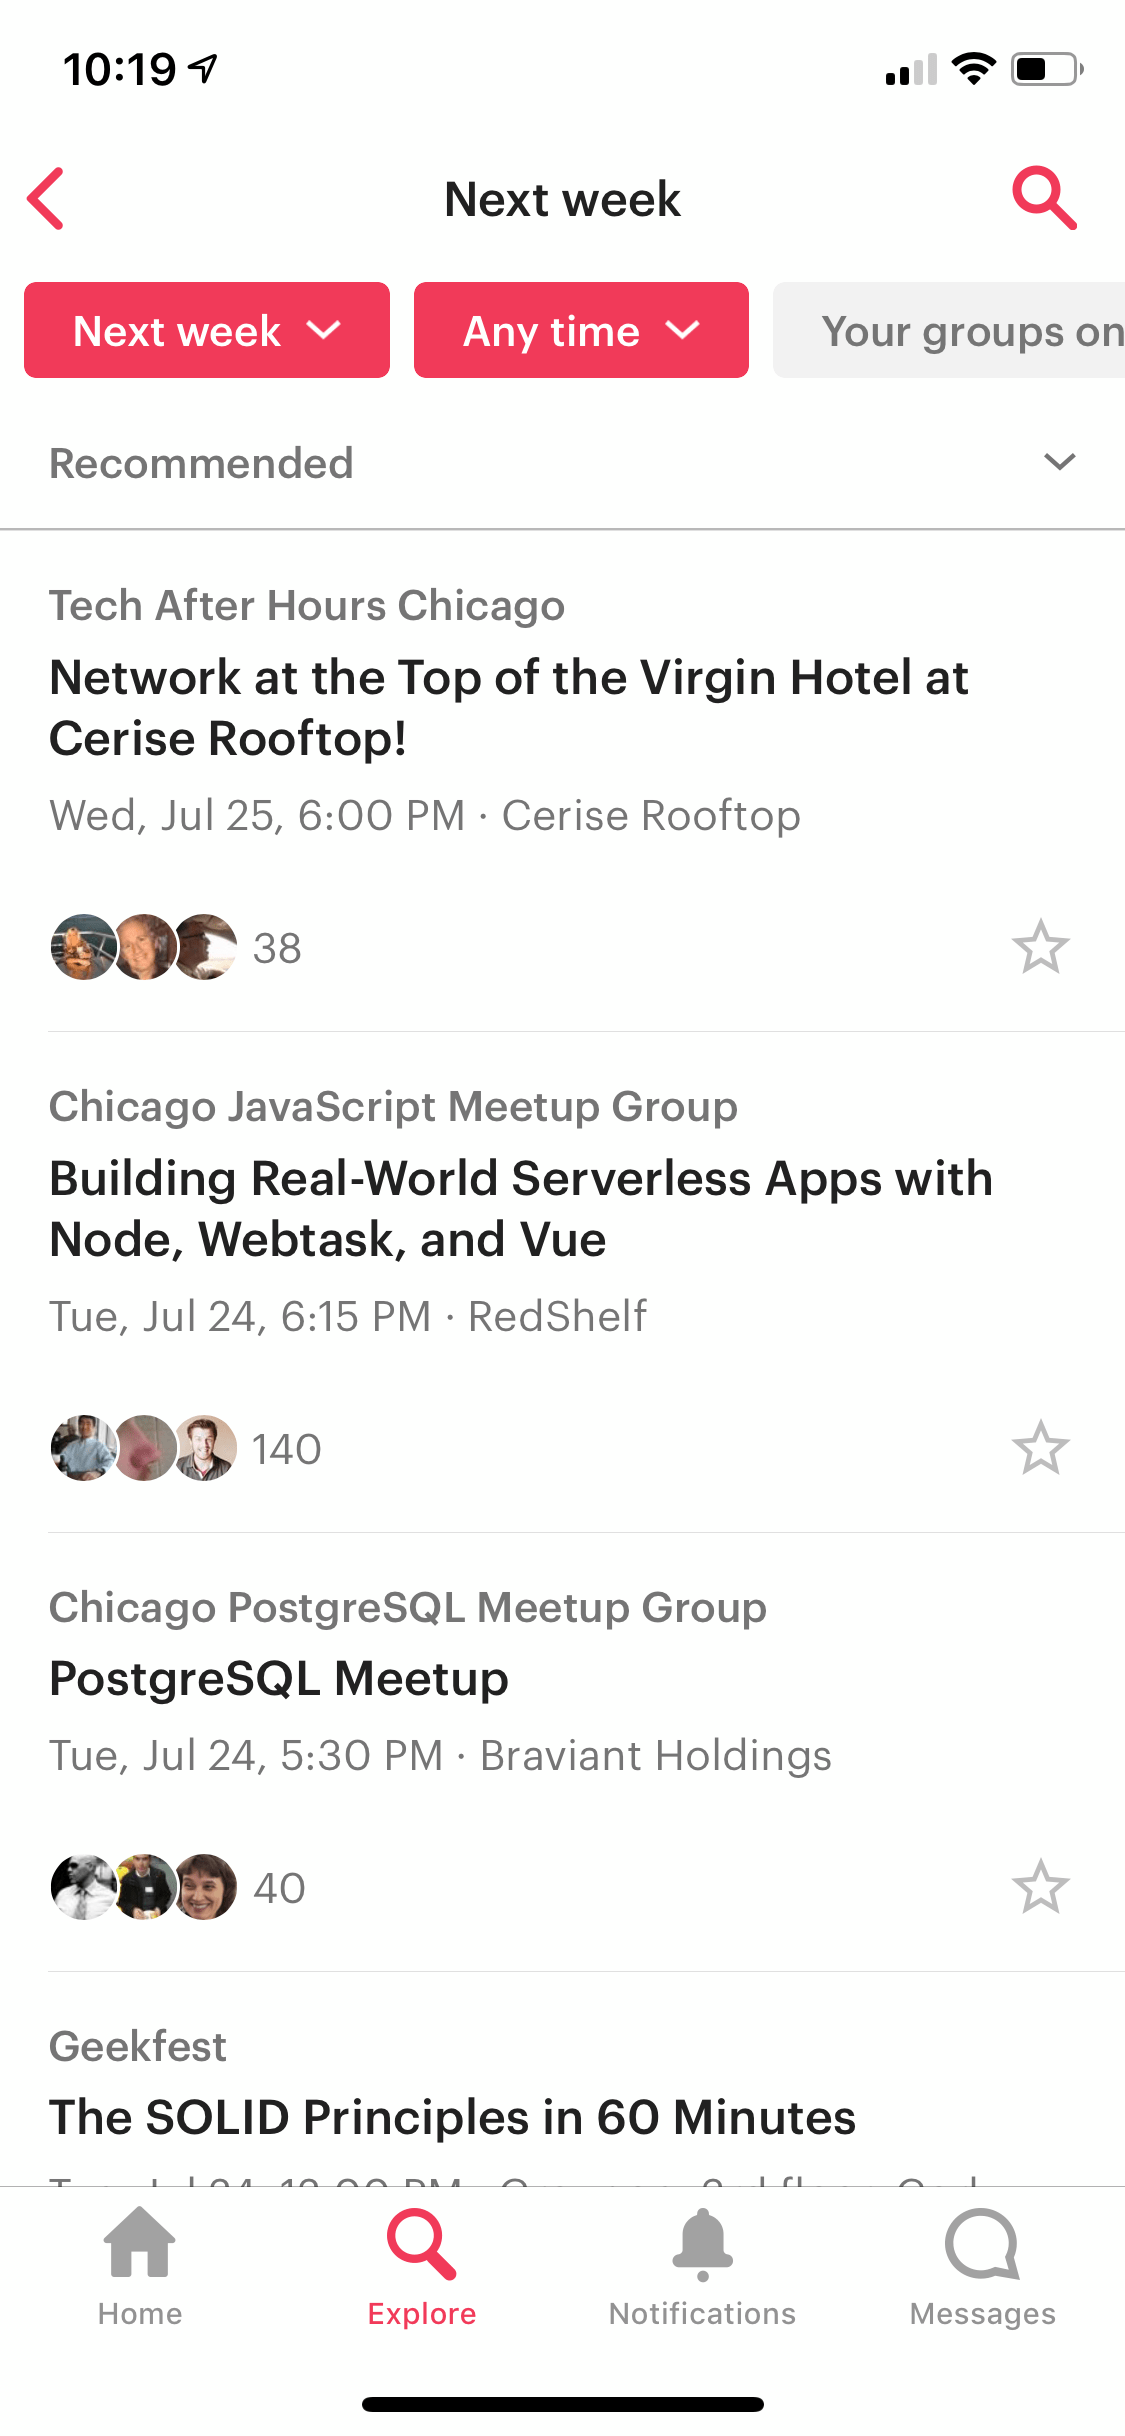 10:19
Next week
Next week
Any time
Your groups on
Recommended
Tech After Hours Chicago
Network at the Top of the Virgin Hotel at
Cerise Rooftop!
Wed, Jul 25, 6:00 PM · Cerise Rooftop
38
Chicago JavaScript Meetup Group
Building Real-World Serverless Apps with
Node, Webtask, and Vue
Tue, Jul 24, 6:15 PM · RedShelf
140
Chicago PostgreSQL Meetup Group
PostgreSQL Meetup
Tue, Jul 24, 5:30 PM · Braviant Holdings
40
Geekfest
The SOLID Principles in 60 Minutes
Home
Explore
Notifications
Messages